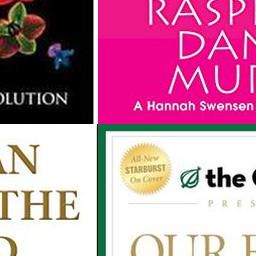 OLUTION
RASP
DAN
MU
A Hannah Swensen
AN
THE
All-New
STARBURST
On Cover
the
PRES
OUR